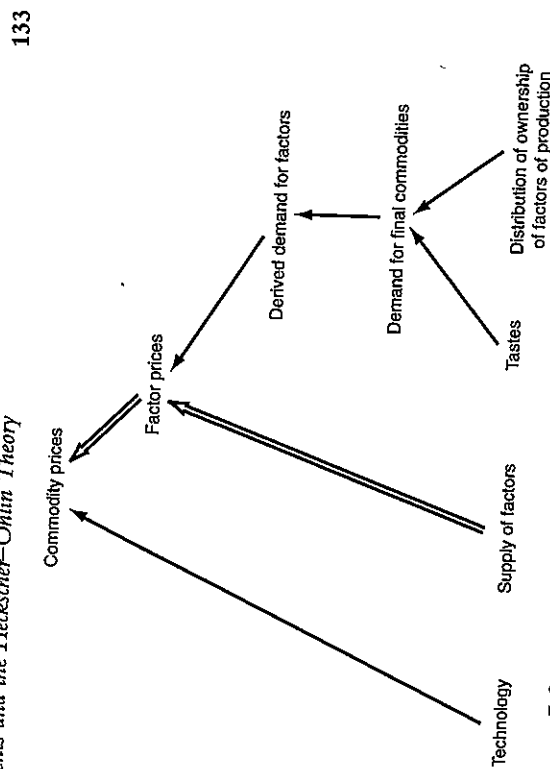 ents and the Heckscher–Ohlin Theory
133
Commodity prices
Factor prices
Derived demand for factors
Demand for final commodities
Technology
Supply of factors
Tastes
Distribution of ownership
of factors of production